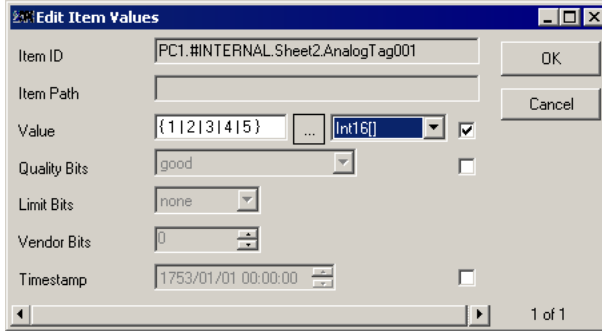 Edit Item Values
Item ID PC1.#INTERNAL.Sheet2.AnalogTag001 OK
Item Path Cancel
Value {1|2|3|4|5} ... Int16[]
Quality Bits good
Limit Bits none
Vendor Bits 0
Timestamp 1753/01/01 00:00:00
1 of 1